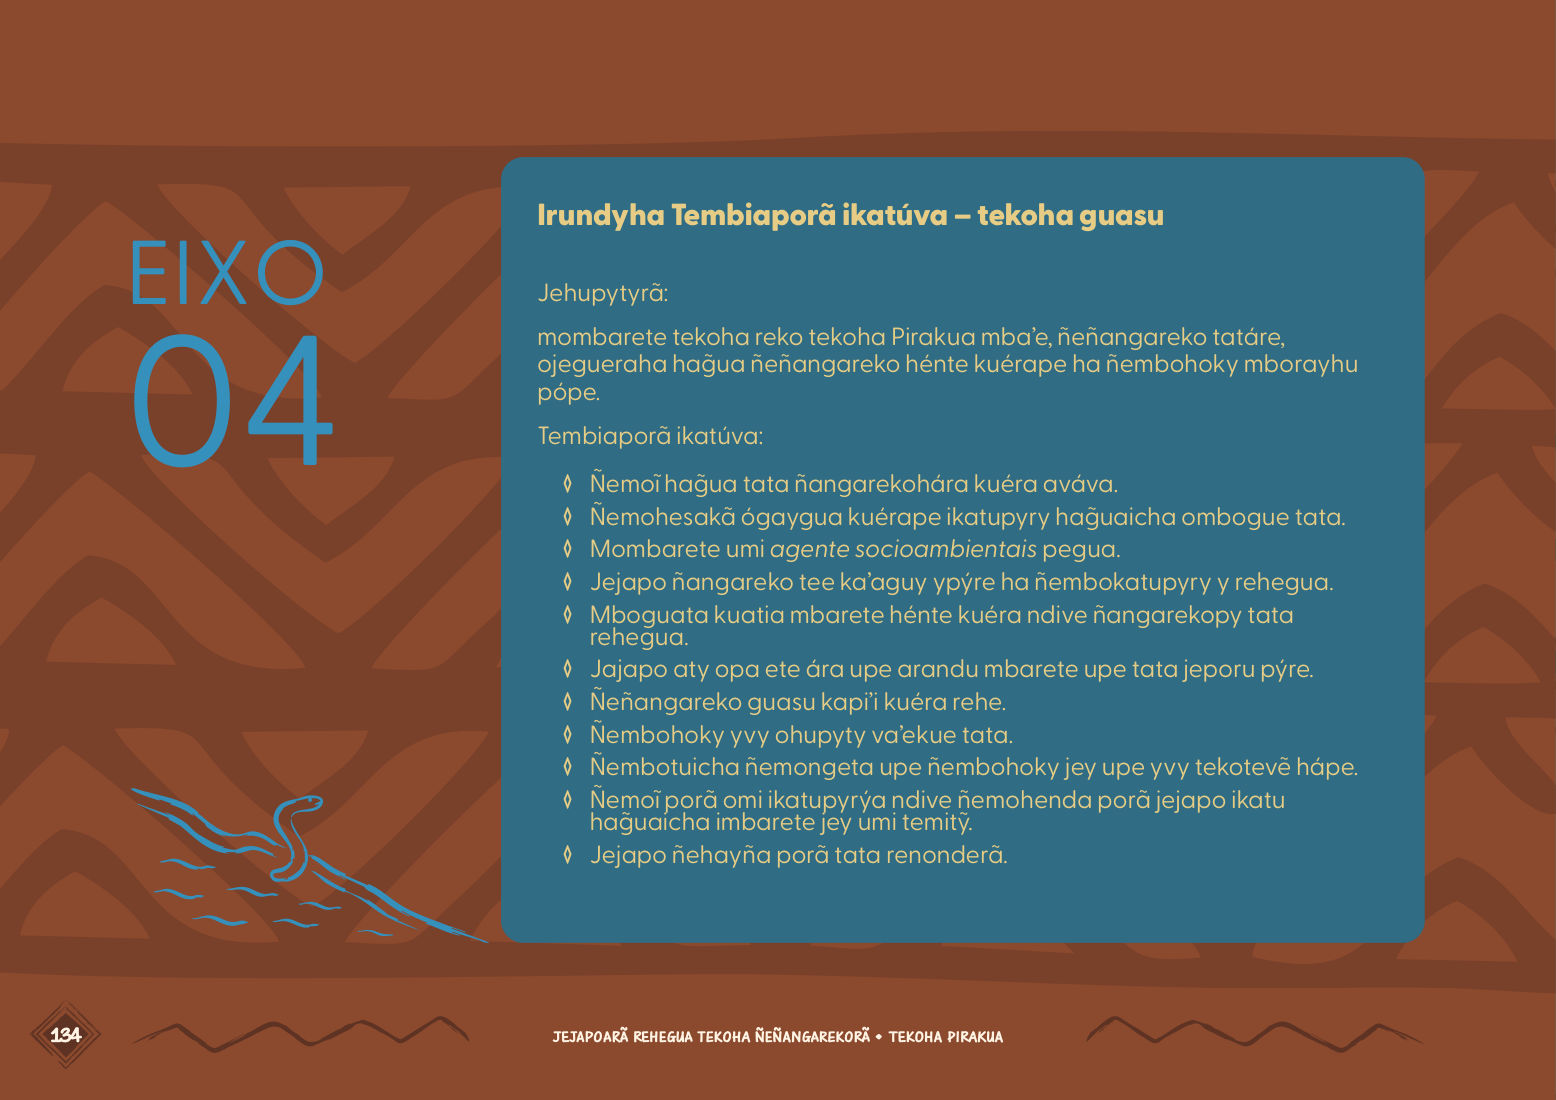 EIXO
04
Irundyha Tembiaporã ikatúva – tekoha guasu
Jehupytyrã:
mombarete tekoha reko tekoha Pirakua mba’e, ñeñangareko tatáre,
ojegueraha hag̃ua ñeñangareko hénte kuérape ha ñembohoky mborayhu
pópe.
Tembiaporã ikatúva:
◊ Ñemoĩ hag̃ua tata ñangarekohára kuéra aváva.
◊ Ñemohesakã ógaygua kuérape ikatupyry hag̃uaicha ombogue tata.
◊ Mombarete umi agente socioambientais pegua.
◊ Jejapo ñangareko tee ka’aguy ypýre ha ñembokatupyry y rehegua.
◊ Mboguata kuatia mbarete hénte kuéra ndive ñangarekopy tata
rehegua.
◊ Jajapo aty opa ete ára upe arandu mbarete upe tata jeporu pýre.
◊ Ñeñangareko guasu kapi’i kuéra rehe.
◊ Ñembohoky yvy ohupyty va’ekue tata.
◊ Ñembotuicha ñemongeta upe ñembohoky jey upe yvy tekotevẽ hápe.
◊ Ñemoĩ porã omi ikatupyrýa ndive ñemohenda porã jejapo ikatu
hag̃uaicha imbarete jey umi temitỹ.
◊ Jejapo ñehayña porã tata renonderã.
134
JEJAPOARÃ REHEGUA TEKOHA ÑEÑANGAREKORÃ • TEKOHA PIRAKUA